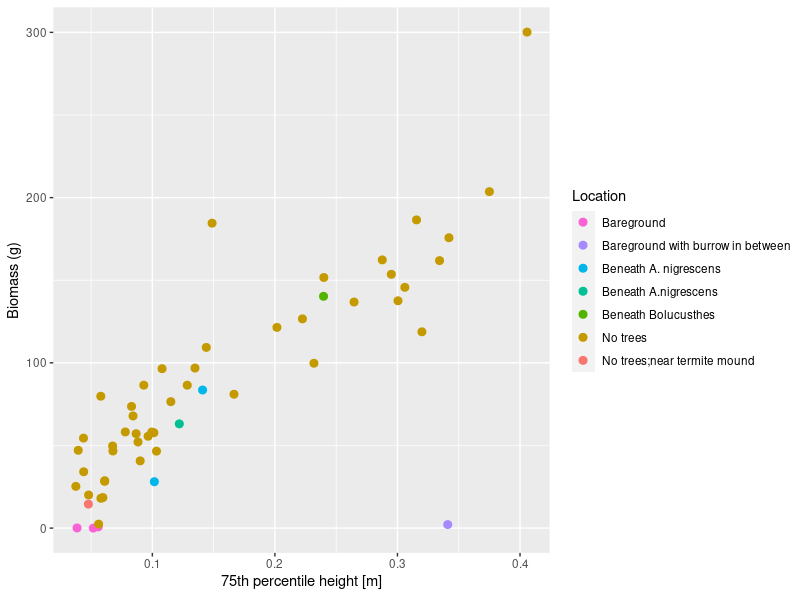 300
200
100
0
Biomass (g)
0.1
0.2
0.3
0.4
75th percentile height [m]
Location
Bareground
Bareground with burrow in between
Beneath A. nigrescens
Beneath A.nigrescens
Beneath Bolucusthes
No trees
No trees;near termite mound